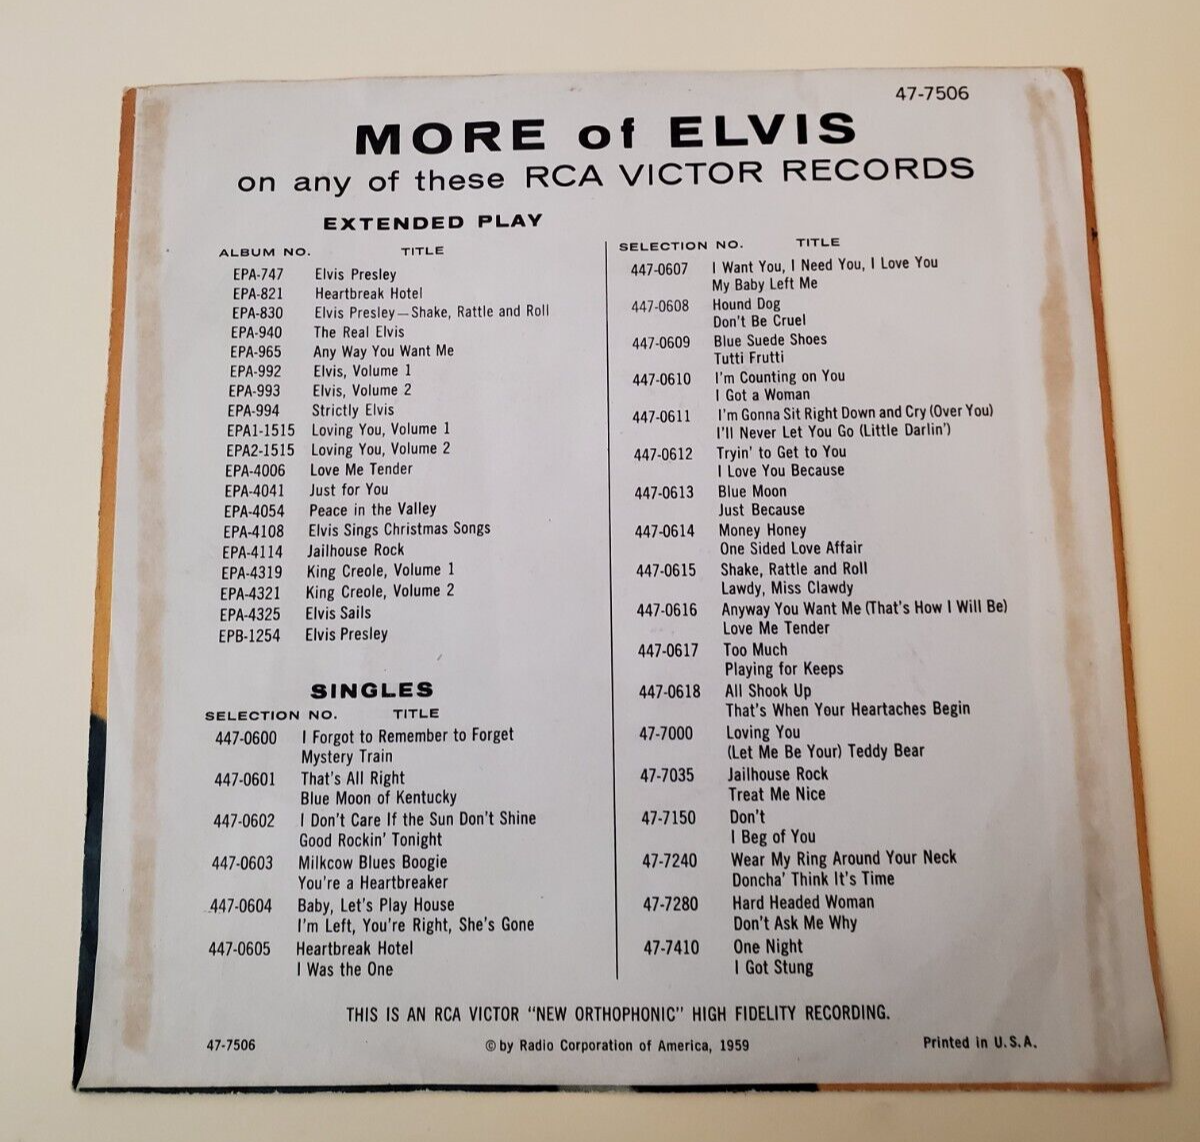 47-7506
MORE of ELVIS
on any of these RCA VICTOR RECORDS
EXTENDED PLAY
ALBUM NO. TITLE
EPA-747 Elvis Presley
EPA-821 Heartbreak Hotel
EPA-830 Elvis Presley—Shake, Rattle and Roll
EPA-940 The Real Elvis
EPA-965 Any Way You Want Me
EPA-992 Elvis, Volume 1
EPA-993 Elvis, Volume 2
EPA-994 Strictly Elvis
EPA1-1515 Loving You, Volume 1
EPA2-1515 Loving You, Volume 2
EPA-4006 Love Me Tender
EPA-4041 Just for You
EPA-4054 Peace in the Valley
EPA-4108 Elvis Sings Christmas Songs
EPA-4114 Jailhouse Rock
EPA-4319 King Creole, Volume 1
EPA-4321 King Creole, Volume 2
EPA-4325 Elvis Sails
EPB-1254 Elvis Presley
SINGLES
SELECTION NO. TITLE
447-0600 I Forgot to Remember to Forget
Mystery Train
447-0601 That's All Right
Blue Moon of Kentucky
447-0602 I Don't Care If the Sun Don't Shine
Good Rockin' Tonight
447-0603 Milkcow Blues Boogie
You're a Heartbreaker
447-0604 Baby, Let's Play House
I'm Left, You're Right, She's Gone
447-0605 Heartbreak Hotel
I Was the One
SELECTION NO. TITLE
447-0607 I Want You, I Need You, I Love You
My Baby Left Me
447-0608 Hound Dog
Don't Be Cruel
447-0609 Blue Suede Shoes
Tutti Frutti
447-0610 I'm Counting on You
I Got a Woman
447-0611 I'm Gonna Sit Right Down and Cry (Over You)
I'll Never Let You Go (Little Darlin')
447-0612 Tryin' to Get to You
I Love You Because
447-0613 Blue Moon
Just Because
447-0614 Money Honey
One Sided Love Affair
447-0615 Shake, Rattle and Roll
Lawdy, Miss Clawdy
447-0616 Anyway You Want Me (That's How I Will Be)
Love Me Tender
447-0617 Too Much
Playing for Keeps
447-0618 All Shook Up
That's When Your Heartaches Begin
47-7000 Loving You
(Let Me Be Your) Teddy Bear
47-7035 Jailhouse Rock
Treat Me Nice
47-7150 Don't
I Beg of You
47-7240 Wear My Ring Around Your Neck
Doncha' Think It's Time
47-7280 Hard Headed Woman
Don't Ask Me Why
47-7410 One Night
I Got Stung
THIS IS AN RCA VICTOR "NEW ORTHOPHONIC" HIGH FIDELITY RECORDING.
47-7506 © by Radio Corporation of America, 1959 Printed in U.S.A.